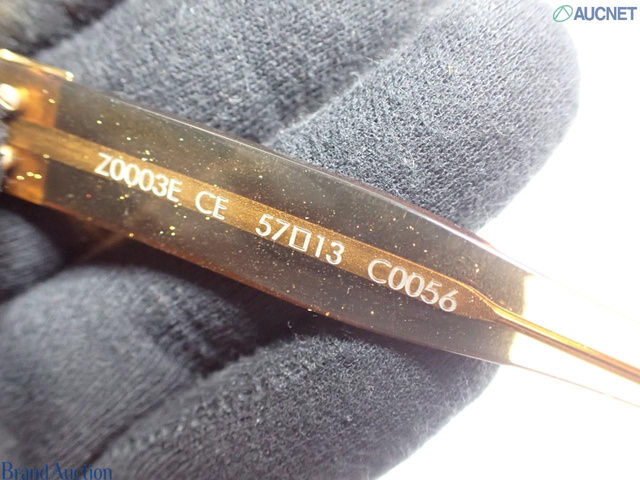 AUCNET
Z0003E CE 57□13 C0056
Brand Auction